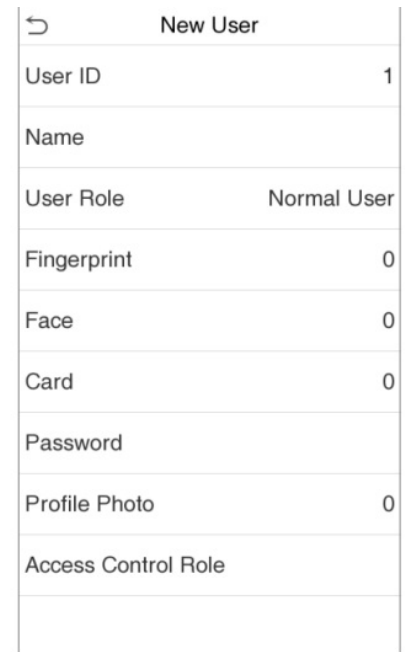 New User
User ID 1
Name
User Role Normal User
Fingerprint 0
Face 0
Card 0
Password
Profile Photo 0
Access Control Role